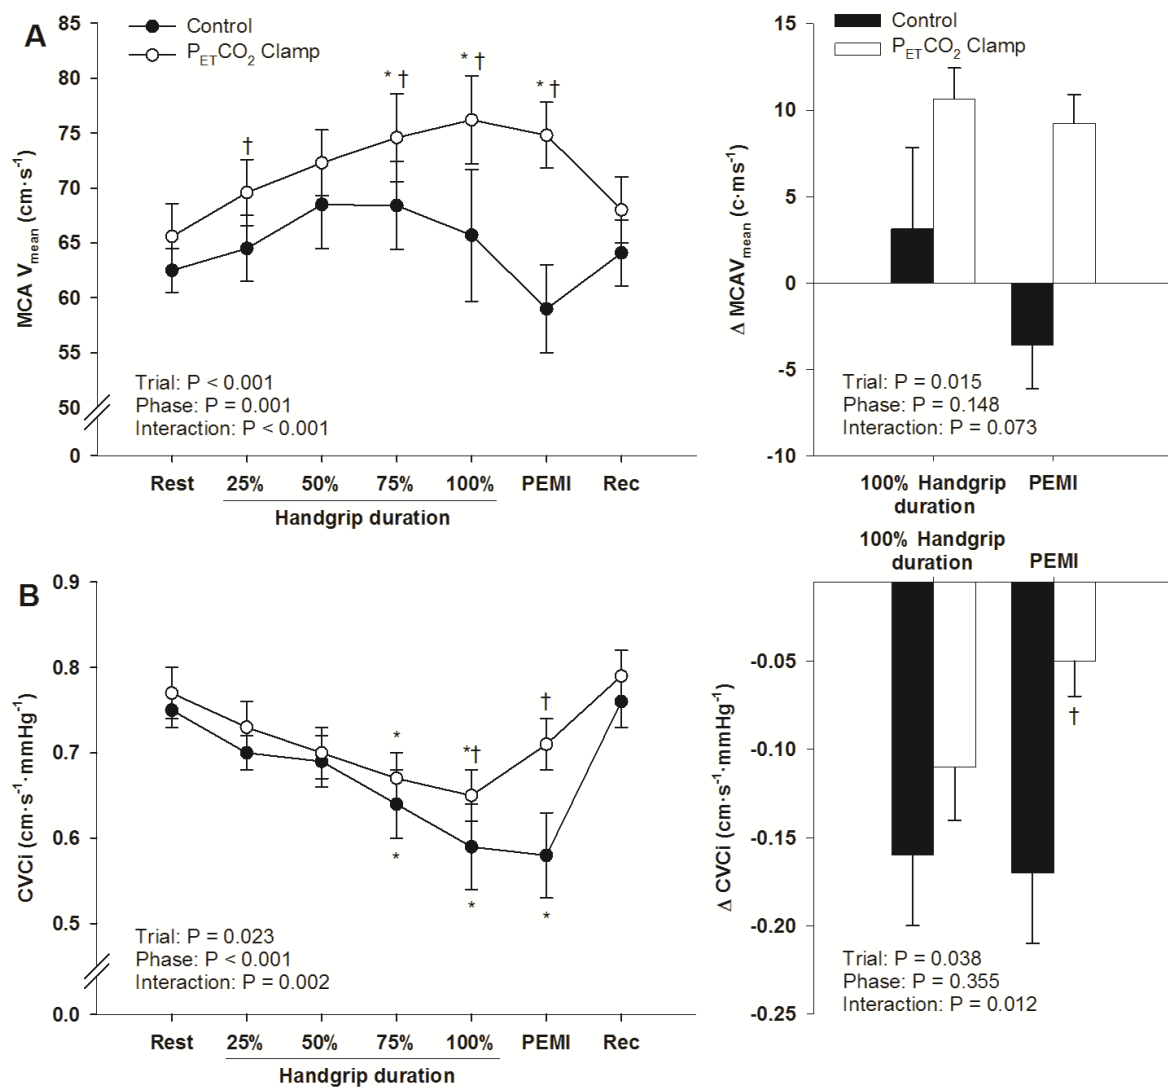 A
Control
PETCO2 Clamp
MCA Vmean (cm·s-1)
85
80
75
70
65
60
55
50
0
* †
* †
* †
†
Trial: P < 0.001
Phase: P = 0.001
Interaction: P < 0.001
Rest 25% 50% 75% 100% PEMI Rec
Handgrip duration
Control
PETCO2 Clamp
Δ MCAVmean (c·ms-1)
15
10
5
0
-5
-10
Trial: P = 0.015
Phase: P = 0.148
Interaction: P = 0.073
100% Handgrip duration
PEMI
B
CVCi (cm·s-1·mmHg-1)
0.9
0.8
0.7
0.6
0.5
0.0
*
*†
†
*
*
*
Trial: P = 0.023
Phase: P < 0.001
Interaction: P = 0.002
Rest 25% 50% 75% 100% PEMI Rec
Handgrip duration
100% Handgrip duration
PEMI
Δ CVCi (cm·s-1·mmHg-1)
-0.05
-0.10
-0.15
-0.20
-0.25
†
Trial: P = 0.038
Phase: P = 0.355
Interaction: P = 0.012